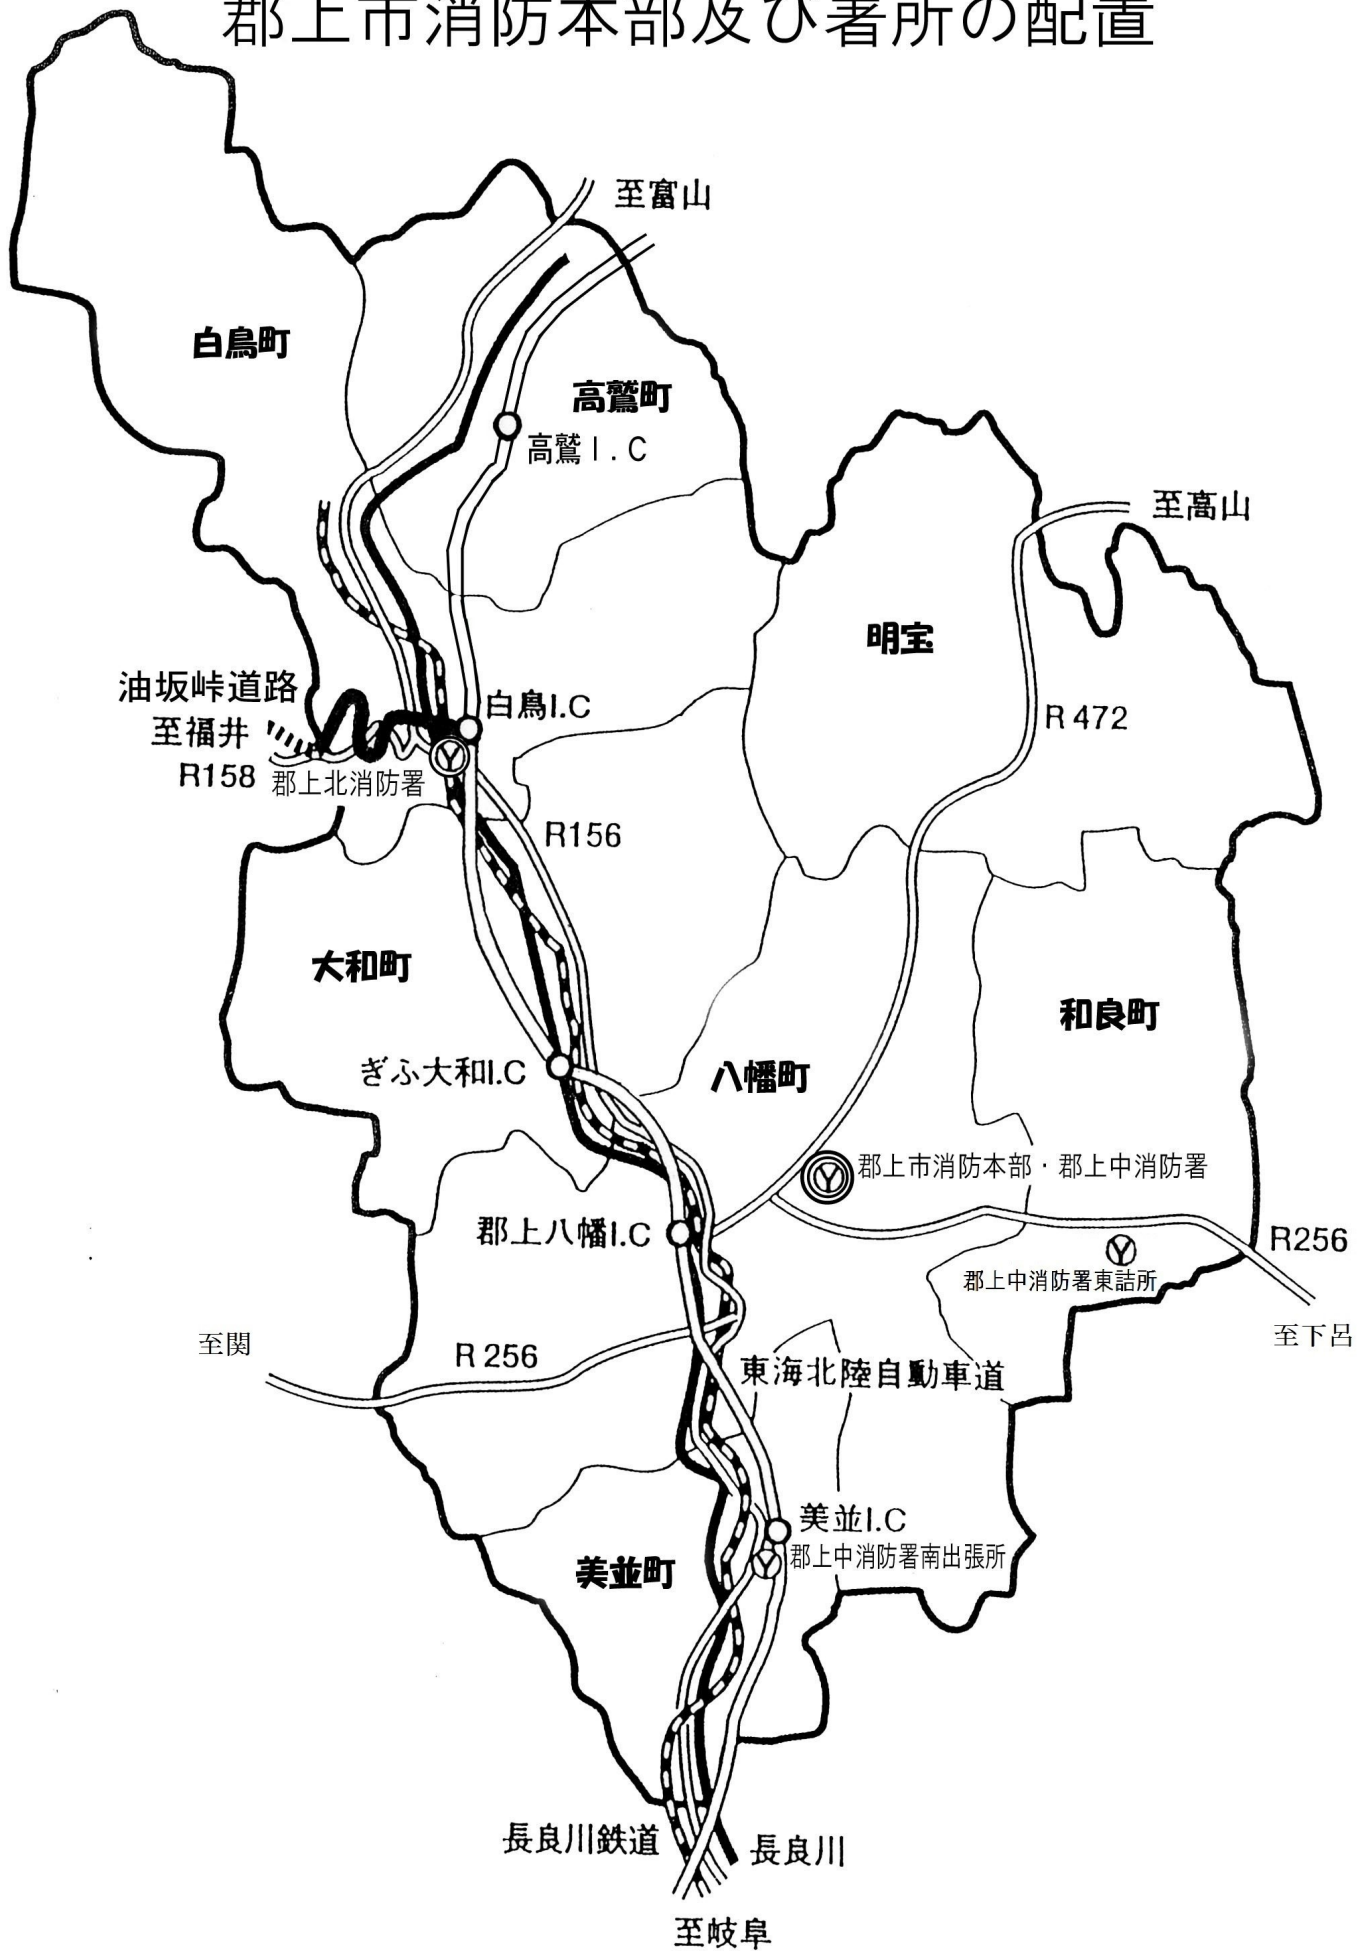 郡上市消防本部及び署所の配置
至富山
白鳥町
高鷲町
高鷲I.C
至高山
明宝
油坂峠道路
白鳥I.C
至福井
R 472
R158
郡上北消防署
R156
大和町
和良町
ぎふ大和I.C
八幡町
郡上市消防本部・郡上中消防署
郡上八幡I.C
R256
郡上中消防署東詰所
至関
至下呂
R 256
東海北陸自動車道
美並I.C
郡上中消防署南出張所
美並町
長良川鉄道
長良川
至岐阜